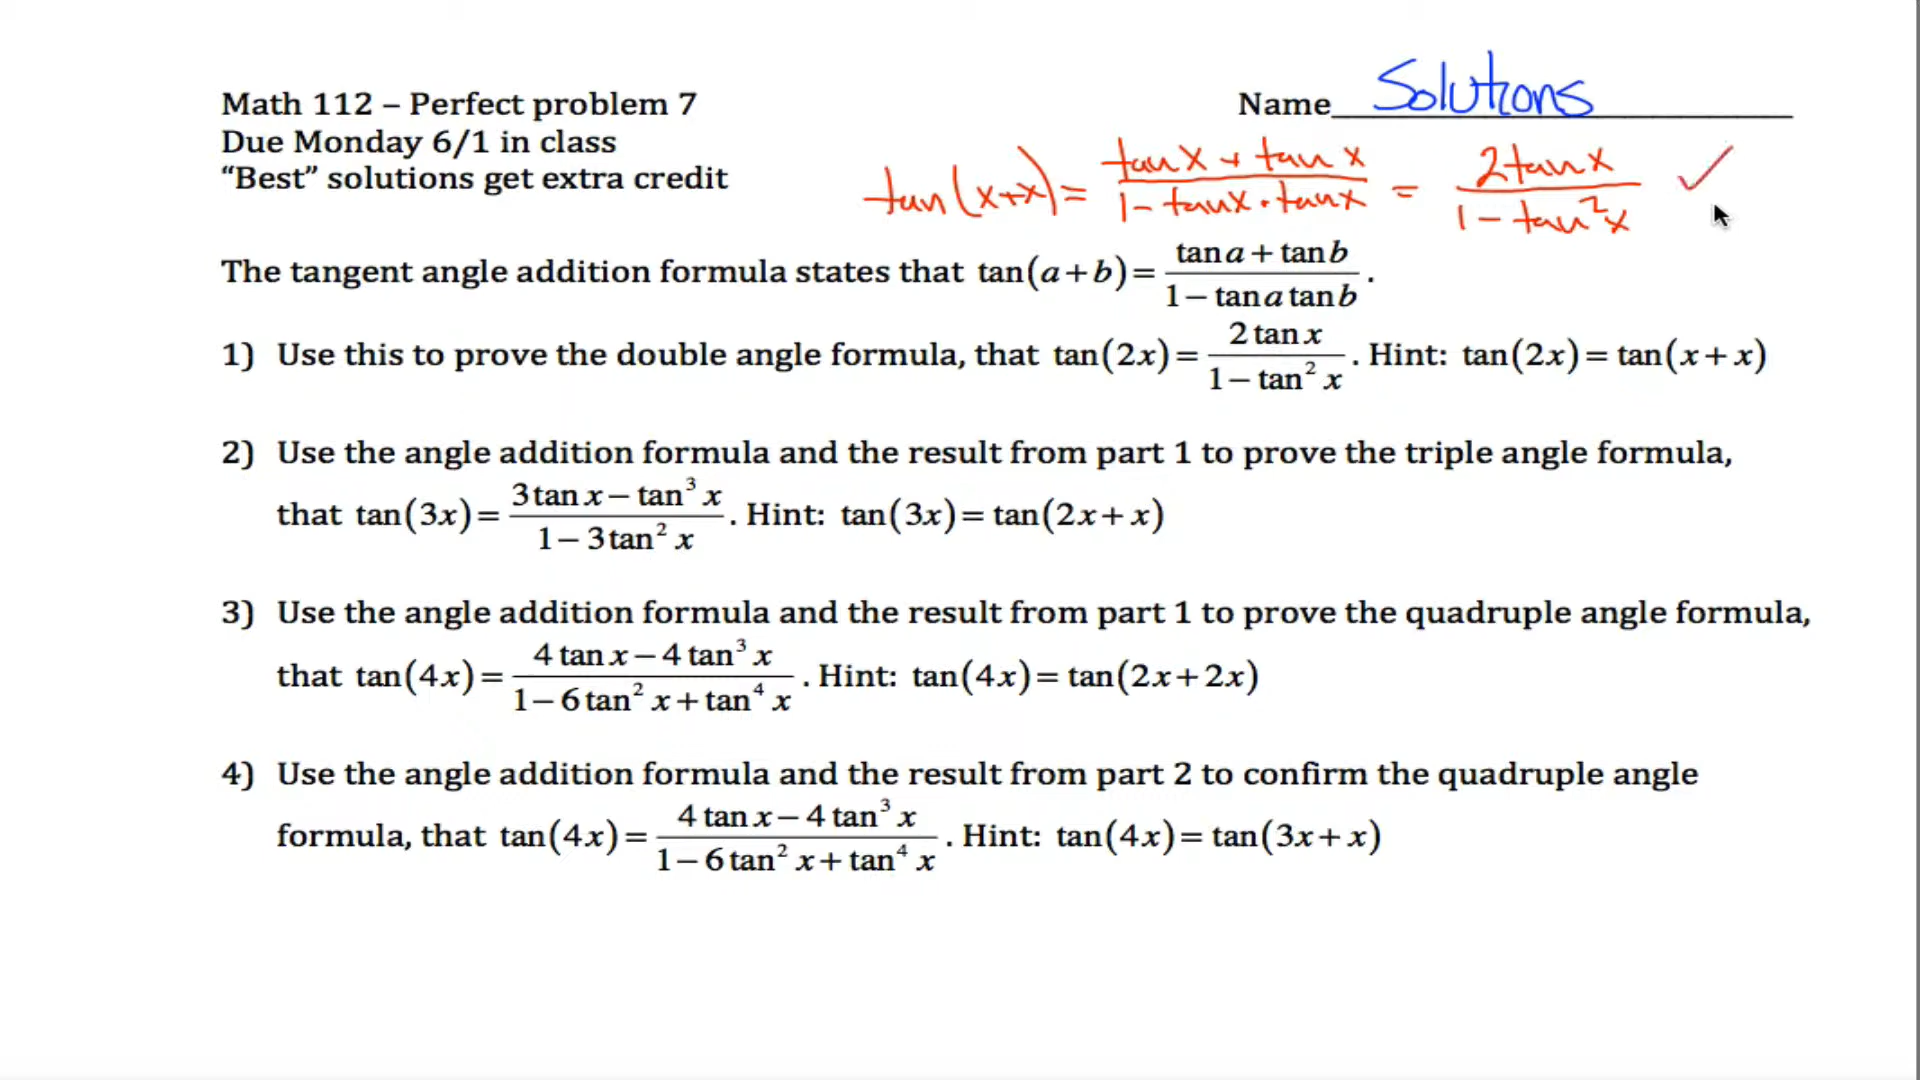 Math 112 – Perfect problem 7
Name Solutions
Due Monday 6/1 in class
“Best” solutions get extra credit
tan(x+x) = (tanx + tan x)/(1 - tanx · tanx) = (2tanx)/(1 - tan²x) ✓
The tangent angle addition formula states that tan(a+b) = (tan a + tan b)/(1 – tan a tan b).
1) Use this to prove the double angle formula, that tan(2x) = (2 tan x)/(1 – tan² x). Hint: tan(2x) = tan(x+x)
2) Use the angle addition formula and the result from part 1 to prove the triple angle formula,
that tan(3x) = (3 tan x – tan³ x)/(1 – 3 tan² x). Hint: tan(3x) = tan(2x+x)
3) Use the angle addition formula and the result from part 1 to prove the quadruple angle formula,
that tan(4x) = (4 tan x – 4 tan³ x)/(1 – 6 tan² x + tan⁴ x). Hint: tan(4x) = tan(2x+2x)
4) Use the angle addition formula and the result from part 2 to confirm the quadruple angle
formula, that tan(4x) = (4 tan x – 4 tan³ x)/(1 – 6 tan² x + tan⁴ x). Hint: tan(4x) = tan(3x+x)